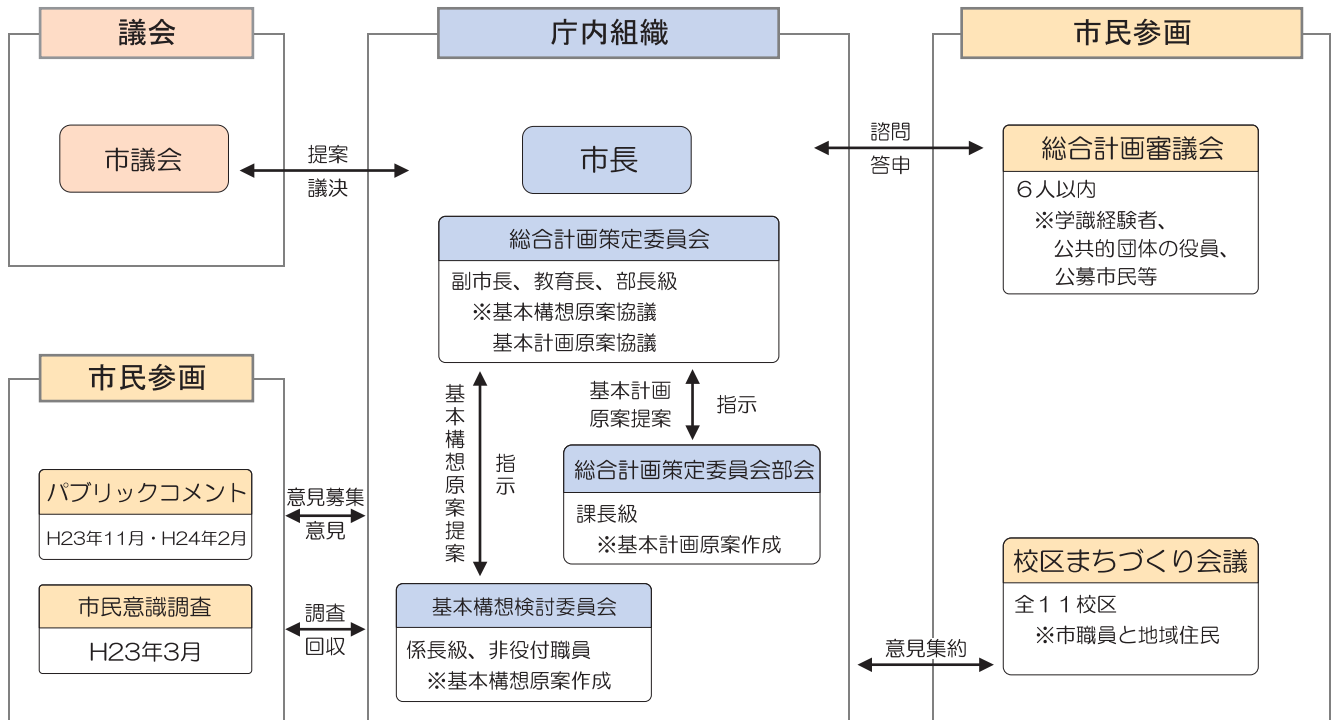 議会
市議会
提案
議決
庁内組織
市長
総合計画策定委員会
副市長、教育長、部長級
※基本構想原案協議
基本計画原案協議
基本構想原案提案
指示
基本計画
原案提案
指示
総合計画策定委員会部会
課長級
※基本計画原案作成
基本構想検討委員会
係長級、非役付職員
※基本構想原案作成
市民参画
諮問
答申
総合計画審議会
６人以内
※学識経験者、
公共的団体の役員、
公募市民等
校区まちづくり会議
全１１校区
※市職員と地域住民
意見集約
市民参画
パブリックコメント
H23年11月・H24年2月
意見募集
意見
市民意識調査
H23年3月
調査
回収